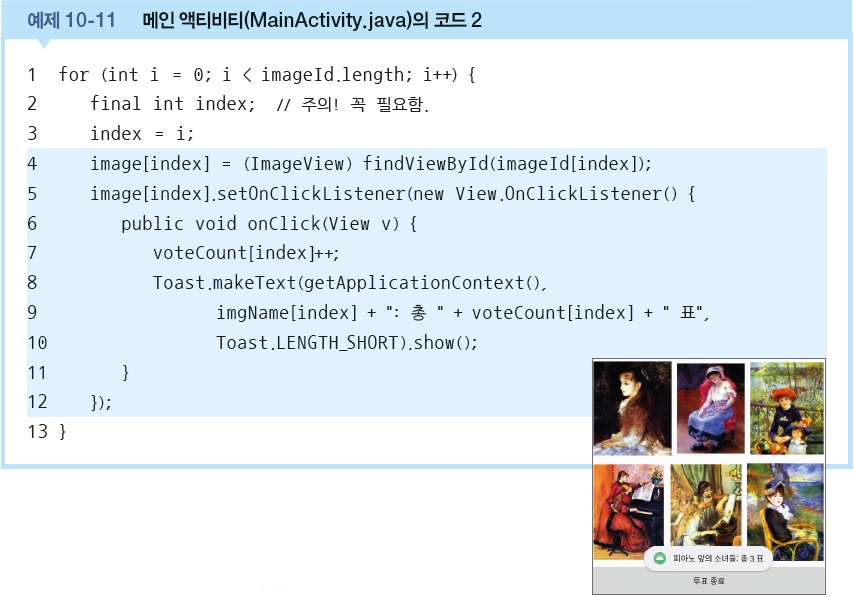 예제 10-11 메인 액티비티(MainActivity.java)의 코드 2
1 for (int i = 0; i < imageId.length; i++) {
2 final int index; // 주의! 꼭 필요함.
3 index = i;
4 image[index] = (ImageView) findViewById(imageId[index]);
5 image[index].setOnClickListener(new View.OnClickListener() {
6 public void onClick(View v) {
7 voteCount[index]++;
8 Toast.makeText(getApplicationContext(),
9 imgName[index] + ": 총 " + voteCount[index] + " 표",
10 Toast.LENGTH_SHORT).show();
11 }
12 });
13 }
피아노 앞의 소녀들: 총 3 표
투표 종료